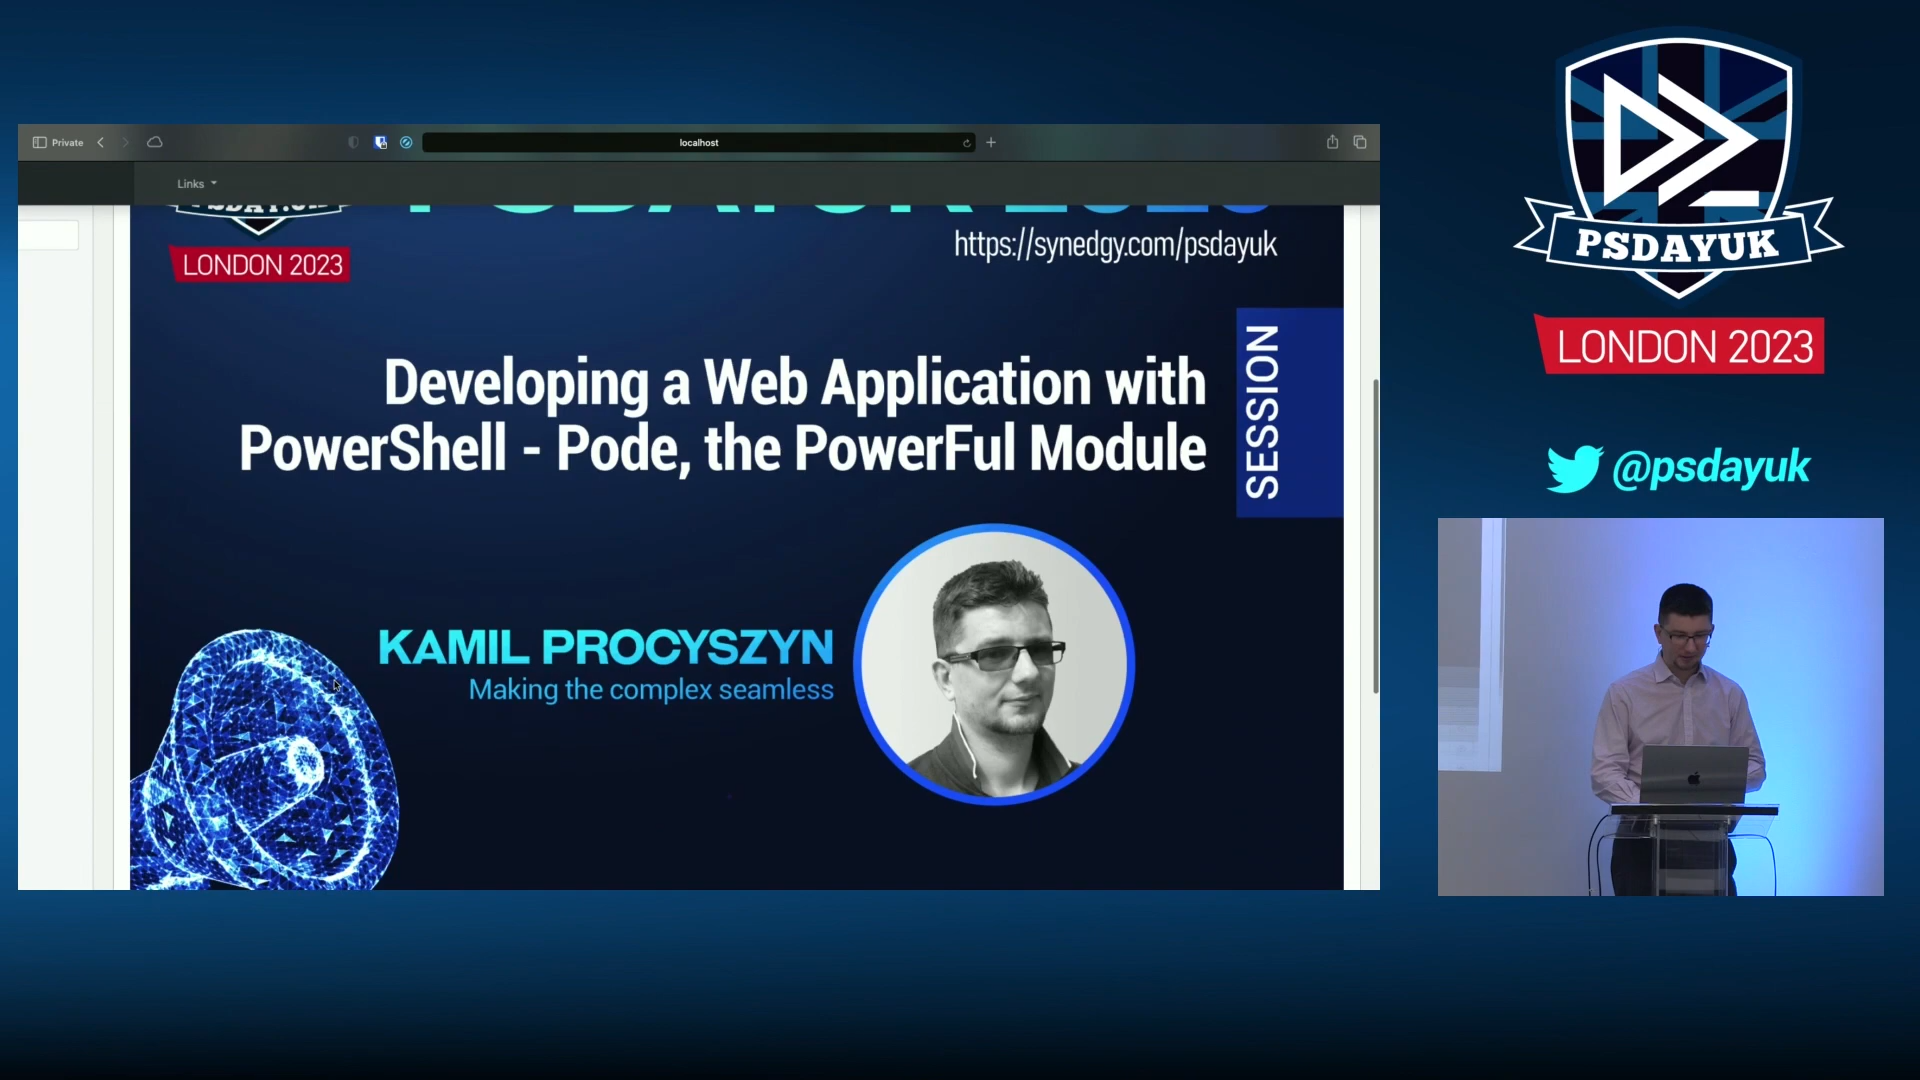 Private
localhost
Links
LONDON 2023
https://synedgy.com/psdayuk
SESSION
Developing a Web Application with
PowerShell - Pode, the PowerFul Module
KAMIL PROCYSZYN
Making the complex seamless
PSDAYUK
LONDON 2023
@psdayuk